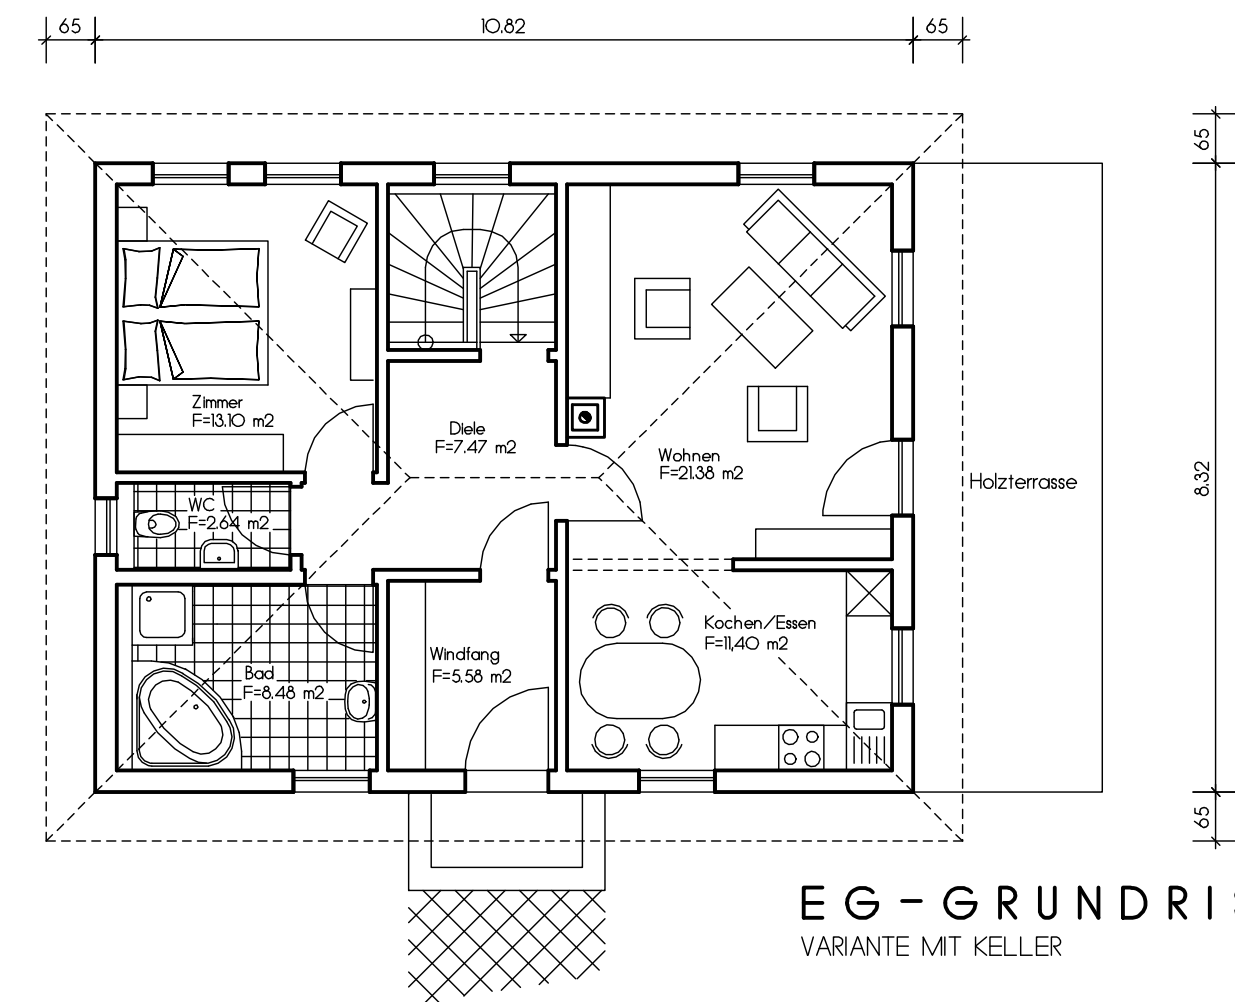 65
10.82
65
65
Zimmer
F=13.10 m2
Diele
F=7.47 m2
Wohnen
F=21.38 m2
Holzterrasse
8.32
WC
F=2.64 m2
Kochen/Essen
F=11,40 m2
Windfang
F=5.58 m2
Bad
F=8.48 m2
65
EG-GRUNDRIS
VARIANTE MIT KELLER